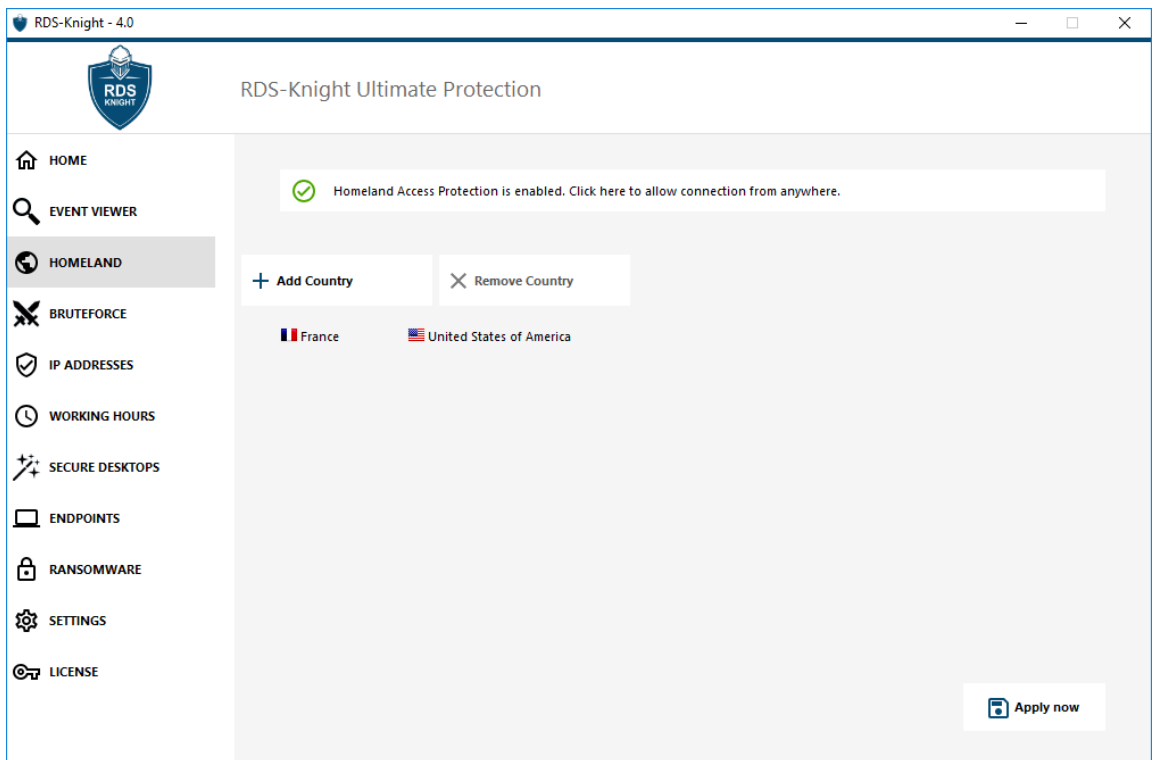 RDS-Knight - 4.0
RDS
KNIGHT
RDS-Knight Ultimate Protection
HOME
EVENT VIEWER
HOMELAND
BRUTEFORCE
IP ADDRESSES
WORKING HOURS
SECURE DESKTOPS
ENDPOINTS
RANSOMWARE
SETTINGS
LICENSE
Homeland Access Protection is enabled. Click here to allow connection from anywhere.
Add Country Remove Country
France United States of America
Apply now